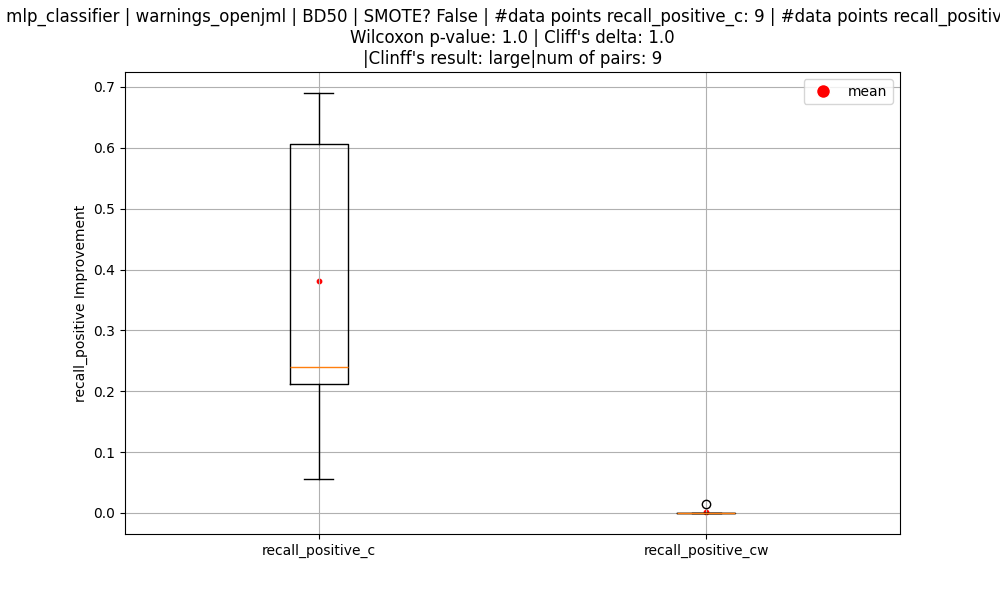 mlp_classifier | warnings_openjml | BD50 | SMOTE? False | #data points recall_positive_c: 9 | #data points recall_positiv
Wilcoxon p-value: 1.0 | Cliff's delta: 1.0
|Clinff's result: large|num of pairs: 9
mean
0.7
0.6
0.5
0.4
0.3
0.2
0.1
0.0
recall_positive Improvement
recall_positive_c
recall_positive_cw